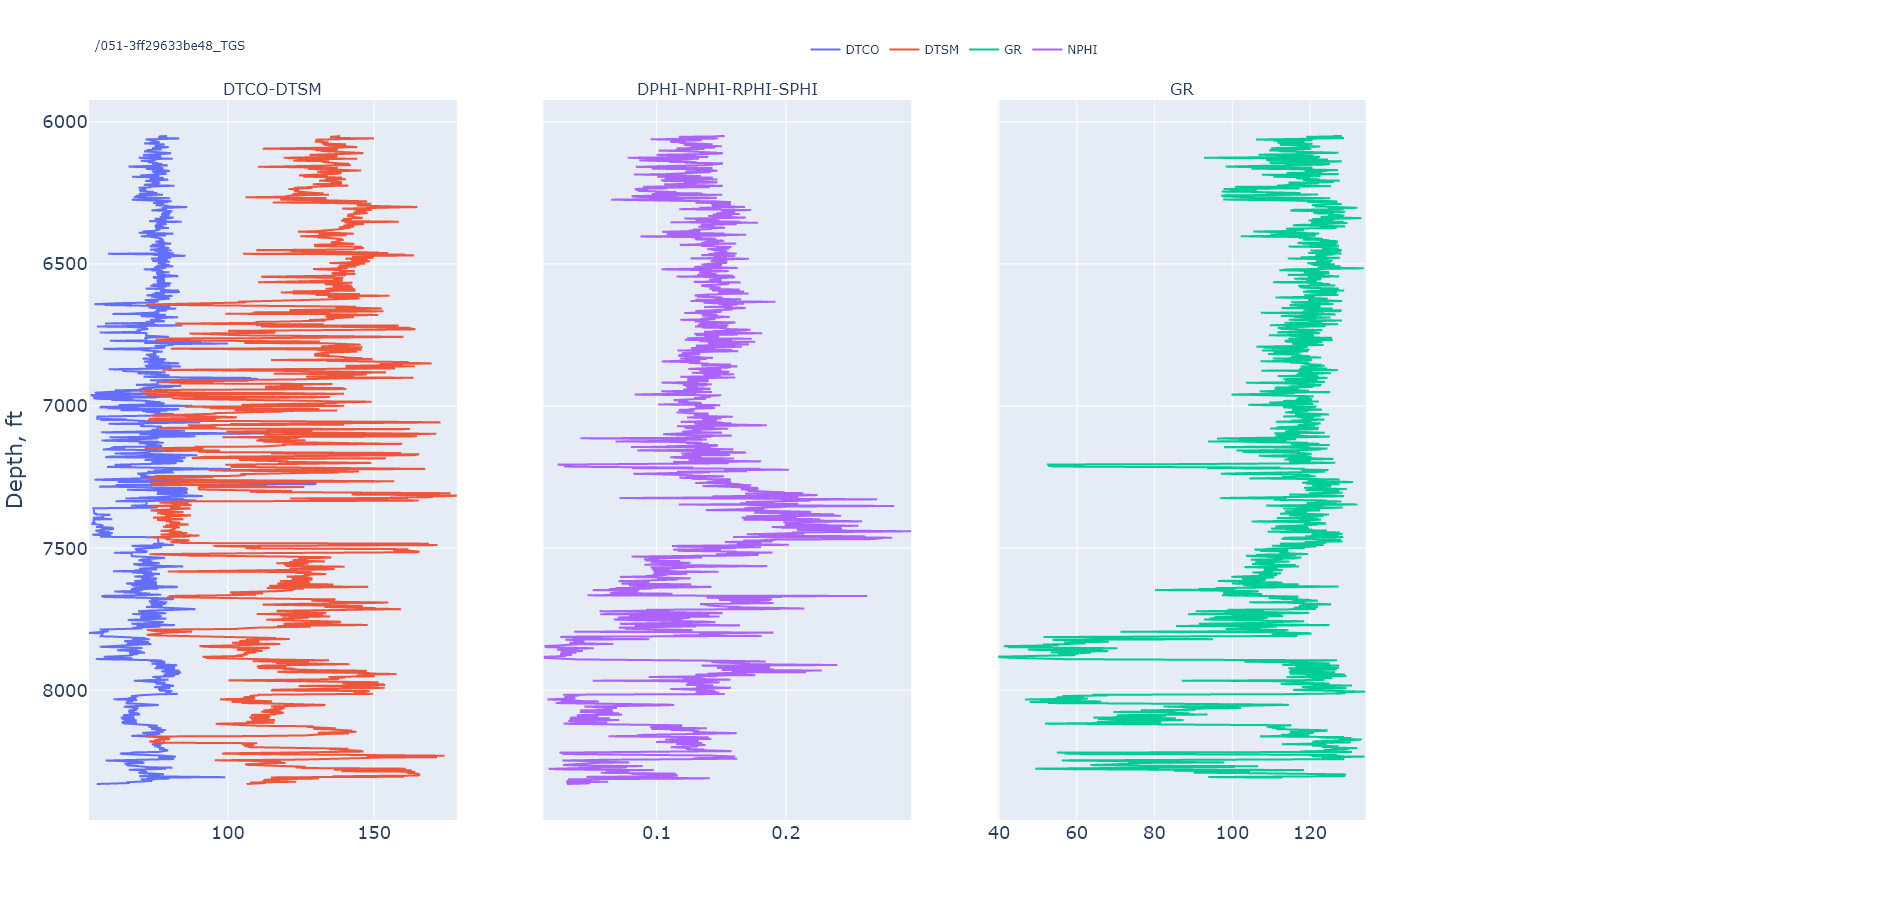 /051-3ff29633be48_TGS
DTCO DTSM GR NPHI
DTCO-DTSM DPHI-NPHI-RPHI-SPHI GR
Depth, ft
6000
6500
7000
7500
8000
100 150 0.1 0.2 40 60 80 100 120